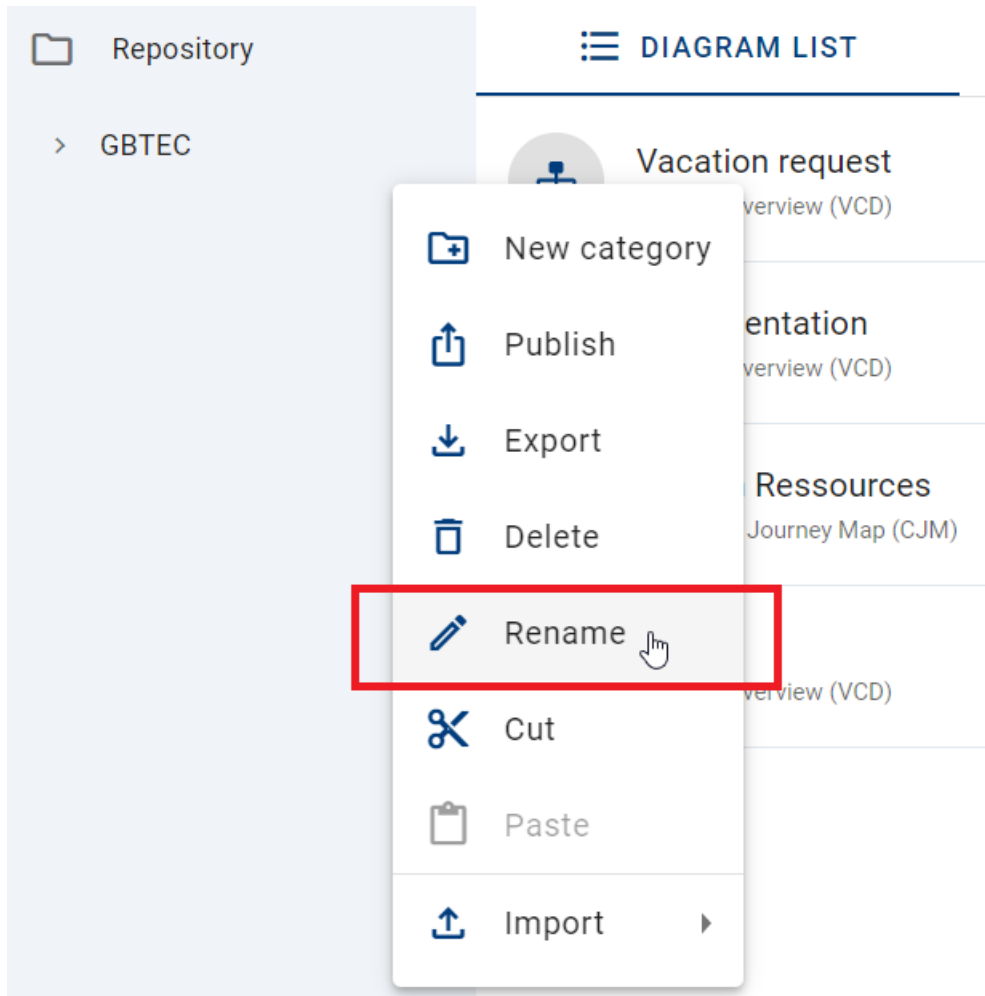 Repository
GBTEC
DIAGRAM LIST
Vacation request
verview (VCD)
entation
verview (VCD)
Ressources
Journey Map (CJM)
verview (VCD)
New category
Publish
Export
Delete
Rename
Cut
Paste
Import